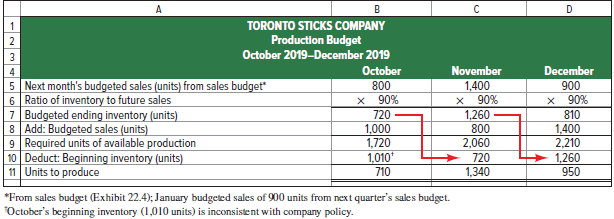 A B C D
1 TORONTO STICKS COMPANY
2 Production Budget
3 October 2019–December 2019
4 October November December
5 Next month's budgeted sales (units) from sales budget* 800 1,400 900
6 Ratio of inventory to future sales × 90% × 90% × 90%
7 Budgeted ending inventory (units) 720 1,260 810
8 Add: Budgeted sales (units) 1,000 800 1,400
9 Required units of available production 1,720 2,060 2,210
10 Deduct: Beginning inventory (units) 1,010† 720 1,260
11 Units to produce 710 1,340 950
*From sales budget (Exhibit 22.4); January budgeted sales of 900 units from next quarter's sales budget.
†October's beginning inventory (1,010 units) is inconsistent with company policy.